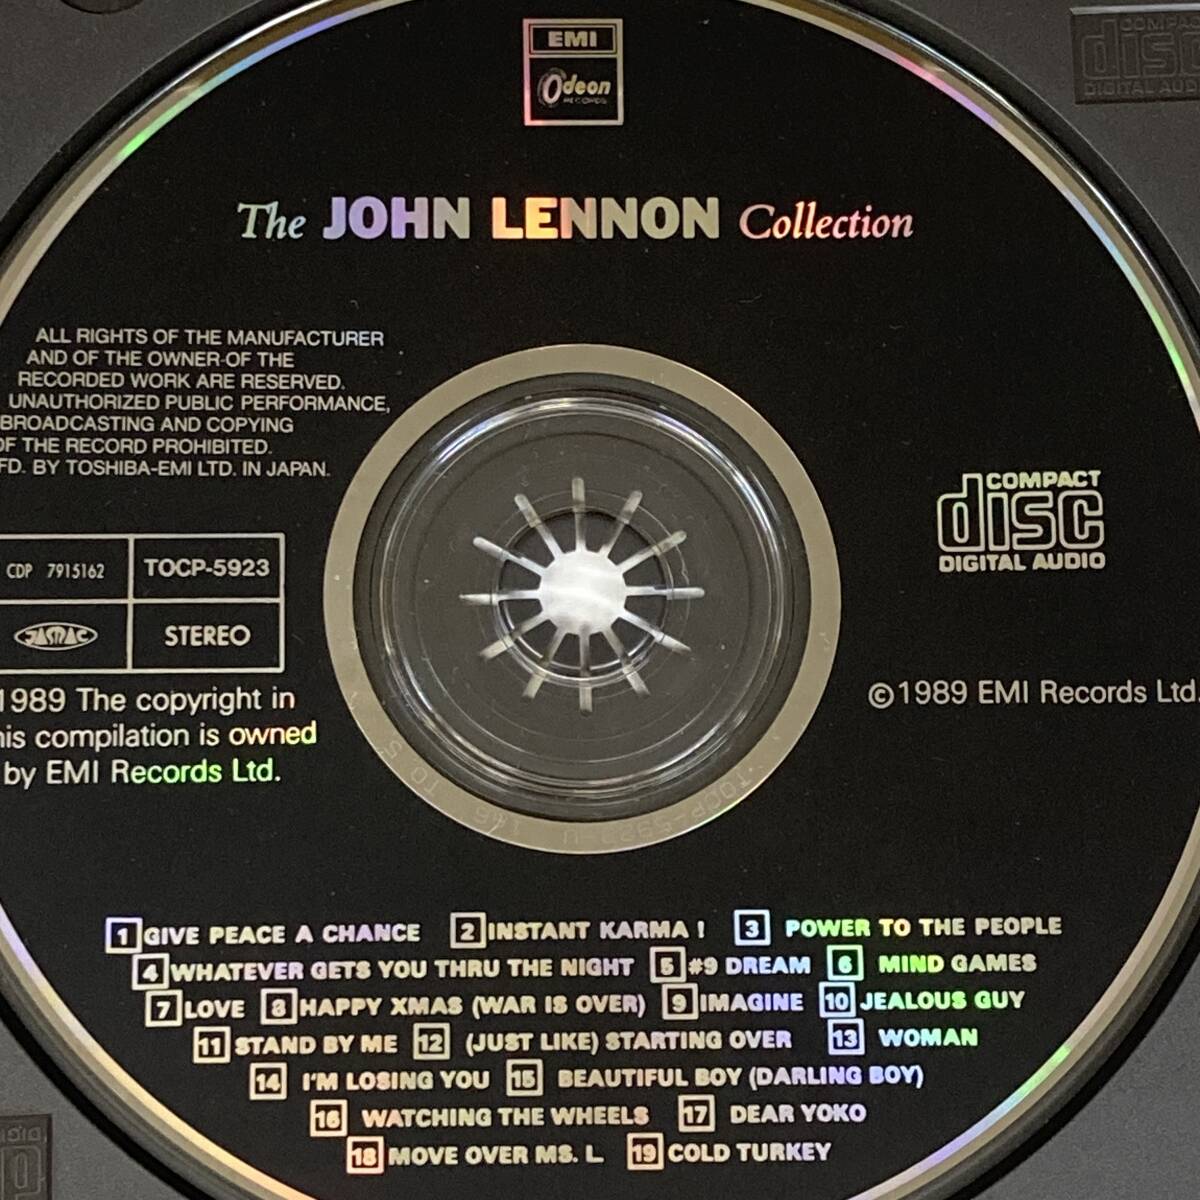 EMI
Odeon
RECORDS
COMPACT
disc
DIGITAL AUDIO
The JOHN LENNON Collection
ALL RIGHTS OF THE MANUFACTURER
AND OF THE OWNER OF THE
RECORDED WORK ARE RESERVED.
UNAUTHORIZED PUBLIC PERFORMANCE,
BROADCASTING AND COPYING
OF THE RECORD PROHIBITED.
FD. BY TOSHIBA-EMI LTD. IN JAPAN.
COMPACT
disc
DIGITAL AUDIO
CDP 7915162 TOCP-5923
JASRAC STEREO
1989 The copyright in
his compilation is owned
by EMI Records Ltd.
©1989 EMI Records Ltd.
1 GIVE PEACE A CHANCE 2 INSTANT KARMA ! 3 POWER TO THE PEOPLE
4 WHATEVER GETS YOU THRU THE NIGHT 5 #9 DREAM 6 MIND GAMES
7 LOVE 8 HAPPY XMAS (WAR IS OVER) 9 IMAGINE 10 JEALOUS GUY
11 STAND BY ME 12 (JUST LIKE) STARTING OVER 13 WOMAN
14 I'M LOSING YOU 15 BEAUTIFUL BOY (DARLING BOY)
16 WATCHING THE WHEELS 17 DEAR YOKO
18 MOVE OVER MS. L 19 COLD TURKEY